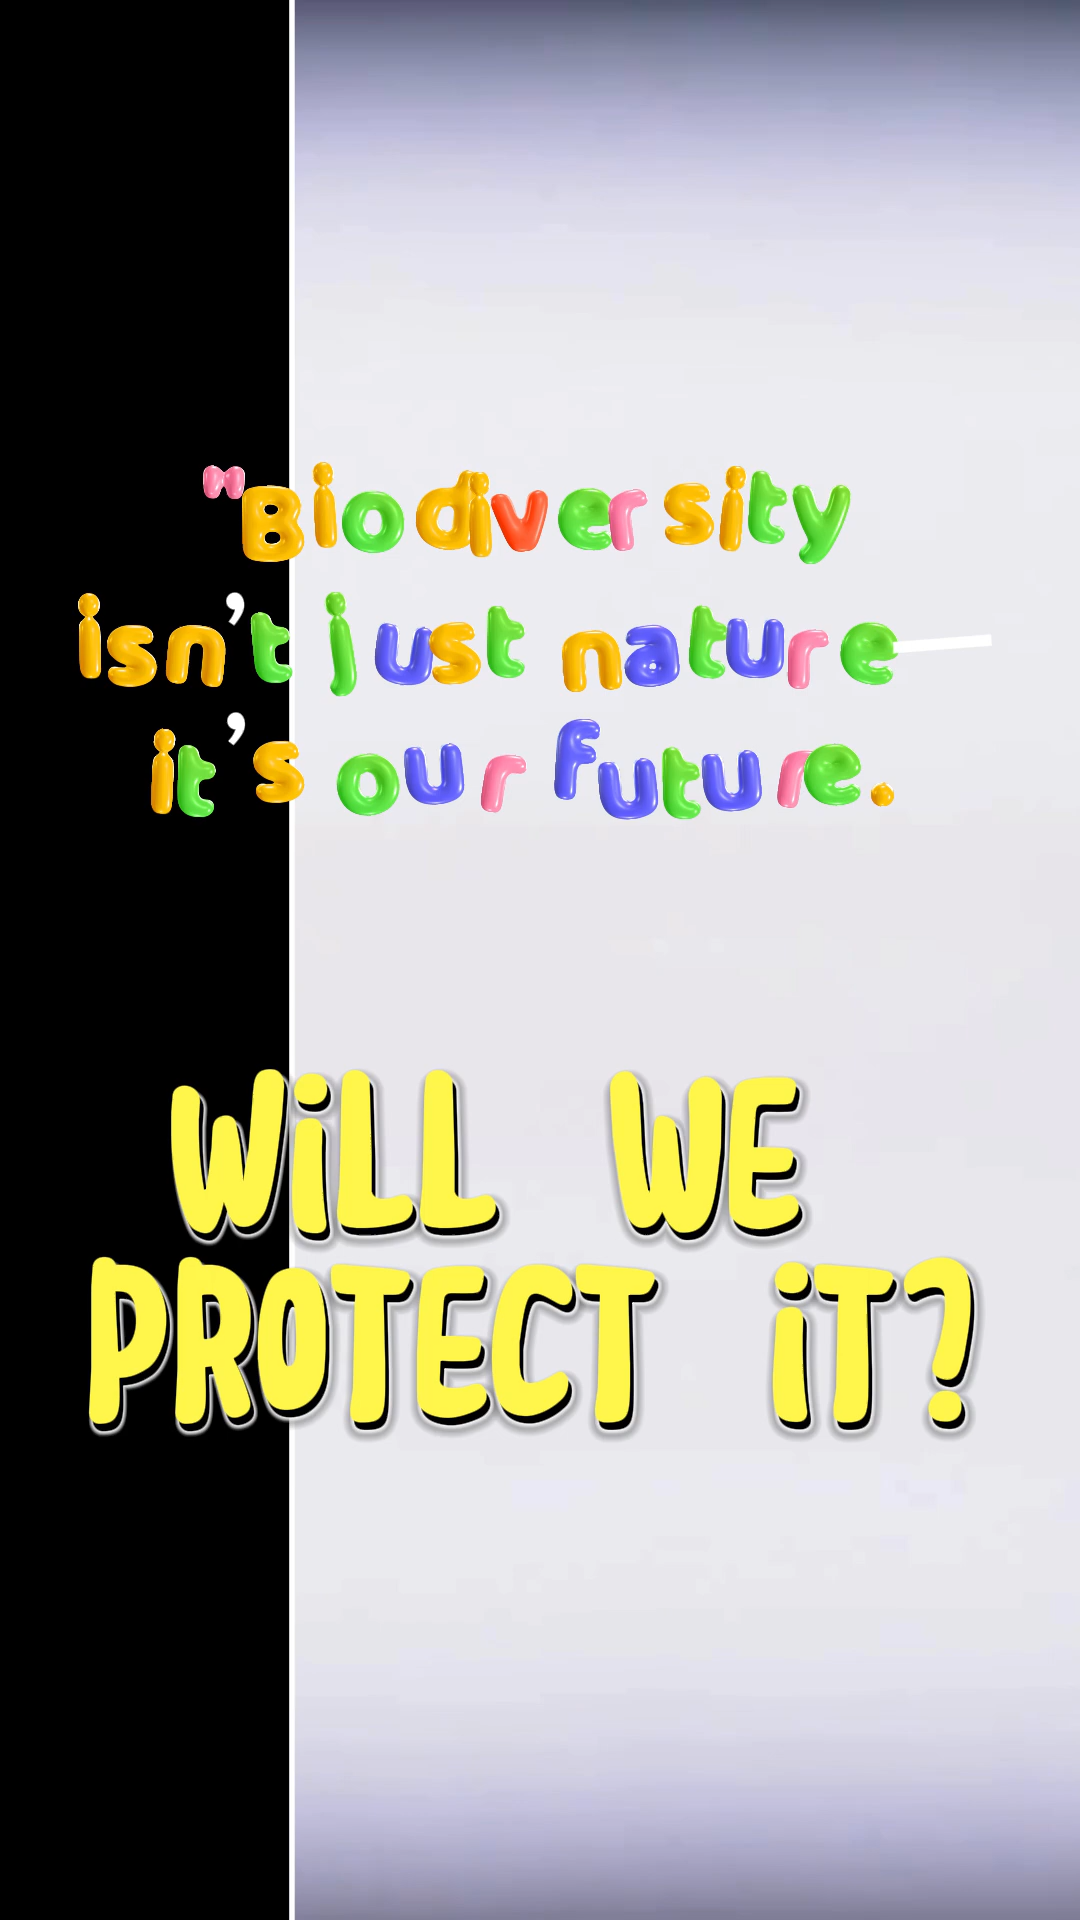 "Biodiversity
isn't just nature—
it's our future.
WiLL WE
PROTECT iT?